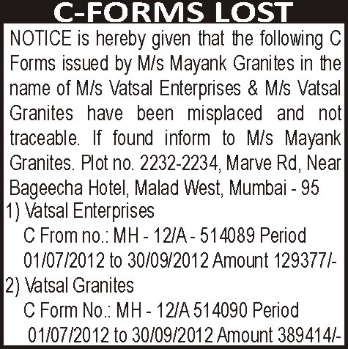 C-FORMS LOST
NOTICE is hereby given that the following C
Forms issued by M/s Mayank Granites in the
name of M/s Vatsal Enterprises & M/s Vatsal
Granites have been misplaced and not
traceable. If found inform to M/s Mayank
Granites. Plot no. 2232-2234, Marve Rd, Near
Bageecha Hotel, Malad West, Mumbai - 95
1) Vatsal Enterprises
C From no.: MH - 12/A - 514089 Period
01/07/2012 to 30/09/2012 Amount 129377/-
2) Vatsal Granites
C Form No.: MH - 12/A 514090 Period
01/07/2012 to 30/09/2012 Amount 389414/-